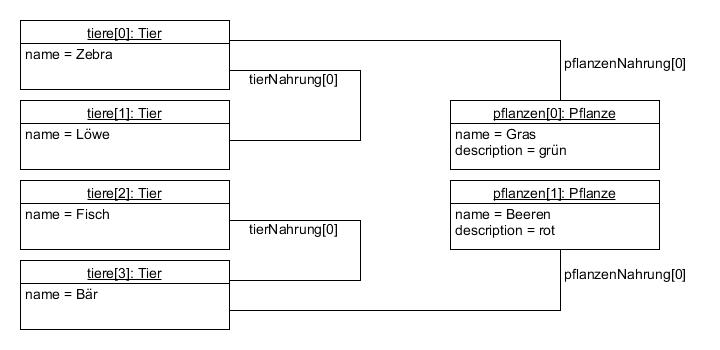 tiere[0]: Tier
name = Zebra
pflanzenNahrung[0]
tierNahrung[0]
tiere[1]: Tier
name = Löwe
pflanzen[0]: Pflanze
name = Gras
description = grün
tiere[2]: Tier
name = Fisch
pflanzen[1]: Pflanze
name = Beeren
description = rot
tierNahrung[0]
tiere[3]: Tier
name = Bär
pflanzenNahrung[0]